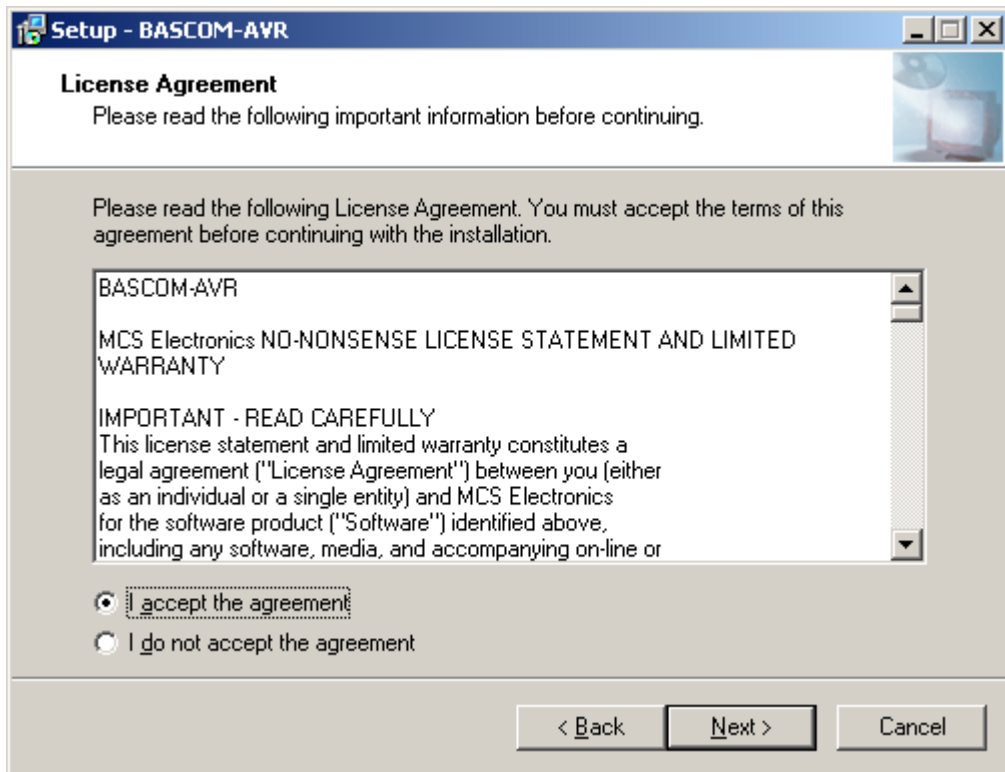 Setup - BASCOM-AVR
License Agreement
Please read the following important information before continuing.
Please read the following License Agreement. You must accept the terms of this
agreement before continuing with the installation.
BASCOM-AVR
MCS Electronics NO-NONSENSE LICENSE STATEMENT AND LIMITED
WARRANTY
IMPORTANT - READ CAREFULLY
This license statement and limited warranty constitutes a
legal agreement ("License Agreement") between you (either
as an individual or a single entity) and MCS Electronics
for the software product ("Software") identified above,
including any software, media, and accompanying on-line or
I accept the agreement
I do not accept the agreement
< Back
Next >
Cancel